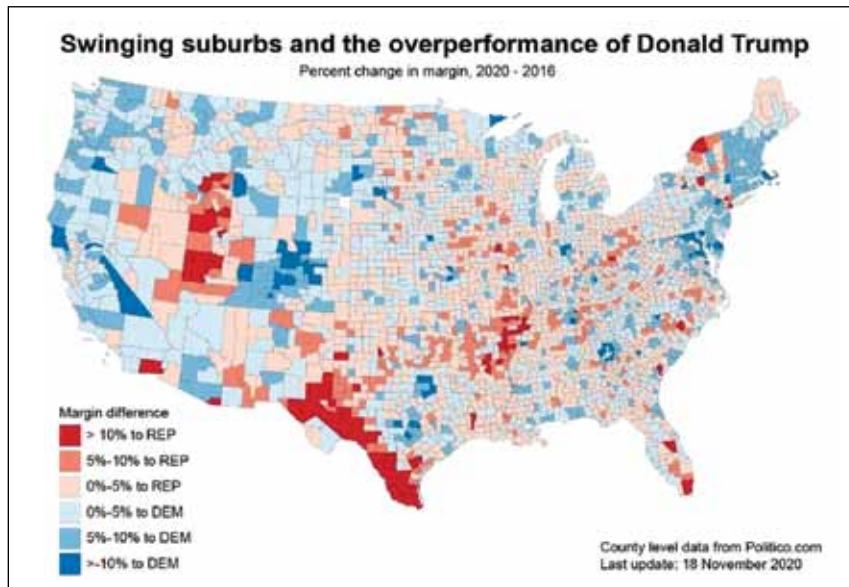 Swinging suburbs and the overperformance of Donald Trump
Percent change in margin, 2020 - 2016
Margin difference
> 10% to REP
5%-10% to REP
0%-5% to REP
0%-5% to DEM
5%-10% to DEM
>-10% to DEM
County level data from Politico.com
Last update: 18 November 2020